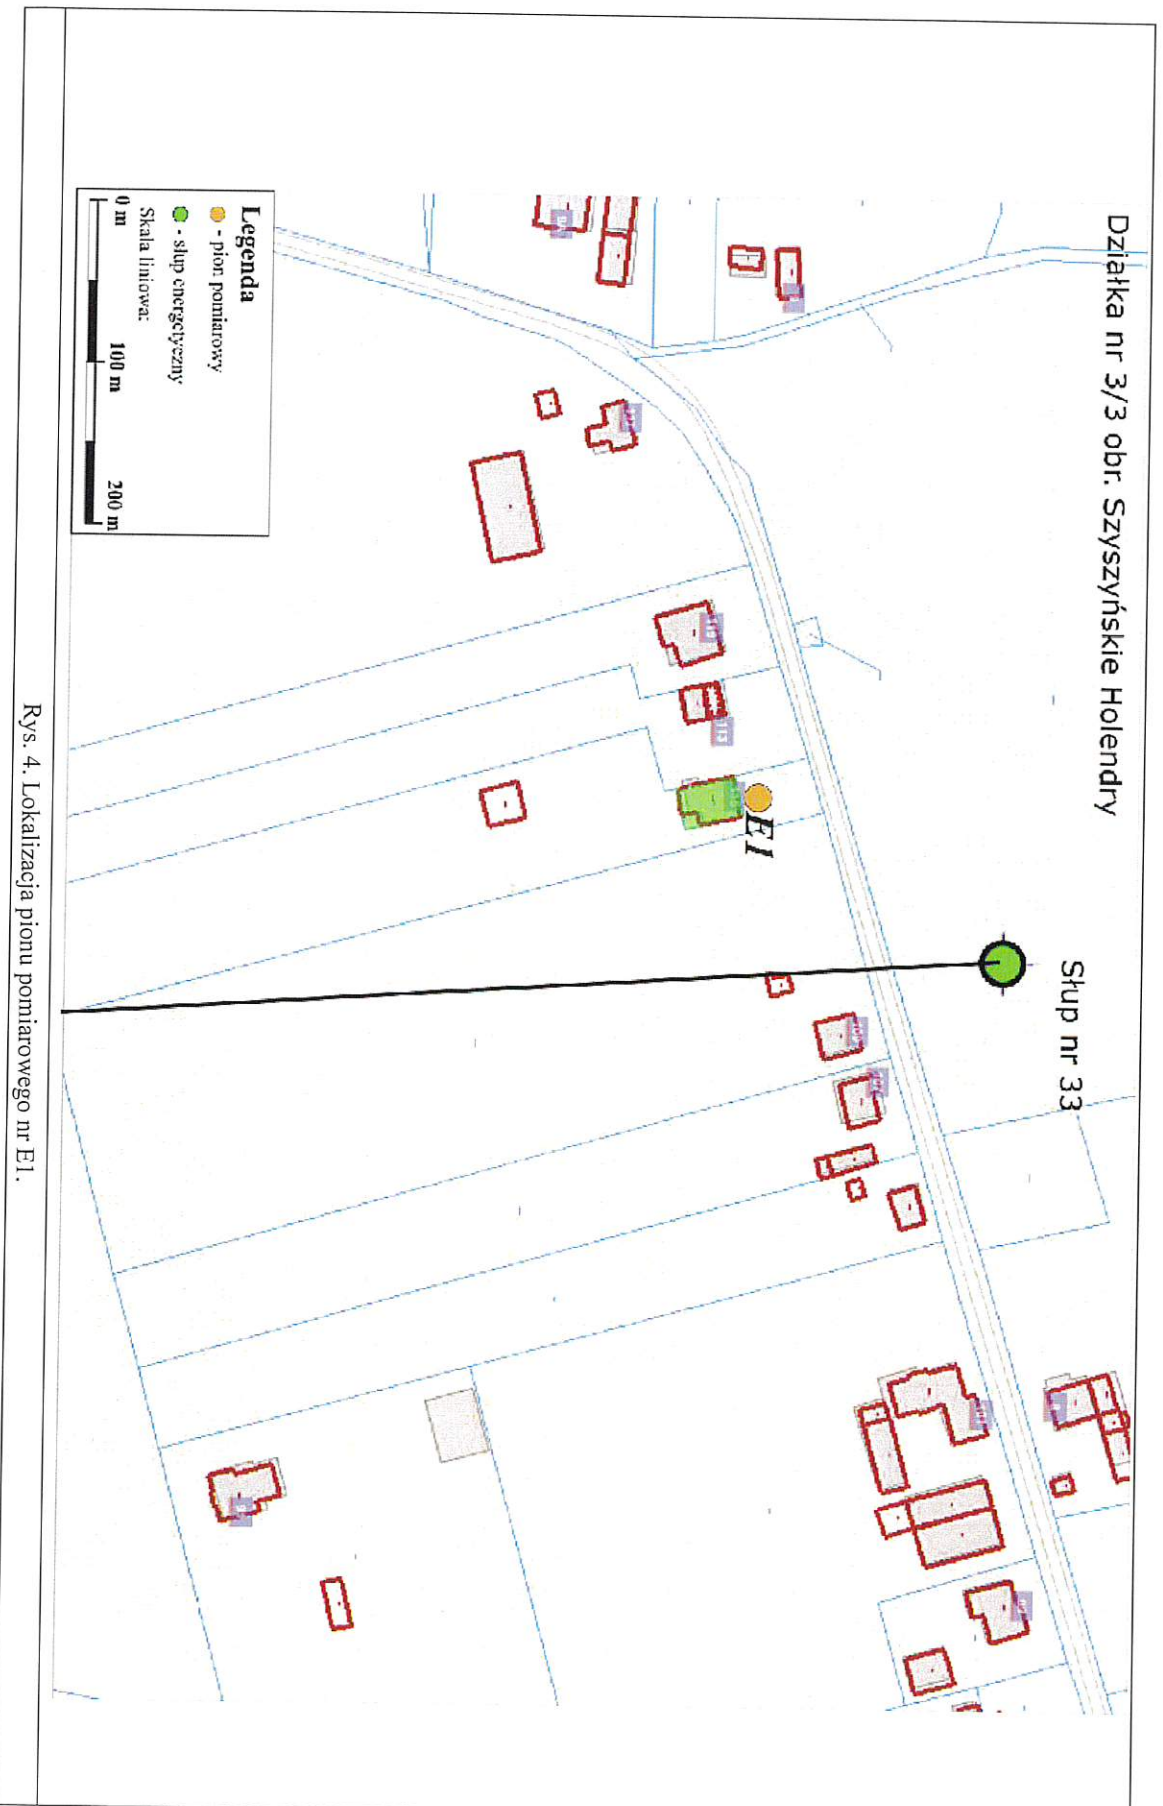 Działka nr 3/3 obr. Szyszyńskie Holendry
Słup nr 33
E1
Legenda
- pion pomiarowy
- słup energetyczny
Skala liniowa:
0 m
100 m
200 m
Rys. 4. Lokalizacja pionu pomiarowego nr E1.